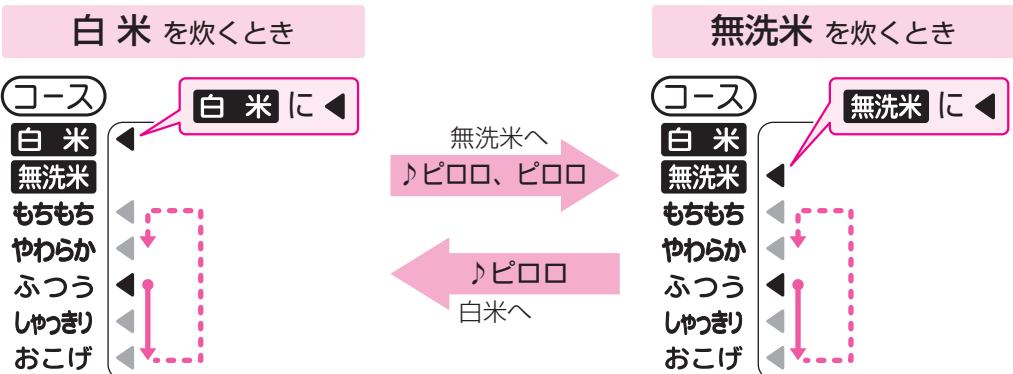 白 米 を炊くとき
コース
白 米 に ◀
白 米
無洗米
もちもち
やわらか
ふつう
しゃっきり
おこげ
無洗米へ
♪ピロロ、ピロロ
♪ピロロ
白米へ
無洗米 を炊くとき
コース
無洗米 に ◀
白 米
無洗米
もちもち
やわらか
ふつう
しゃっきり
おこげ